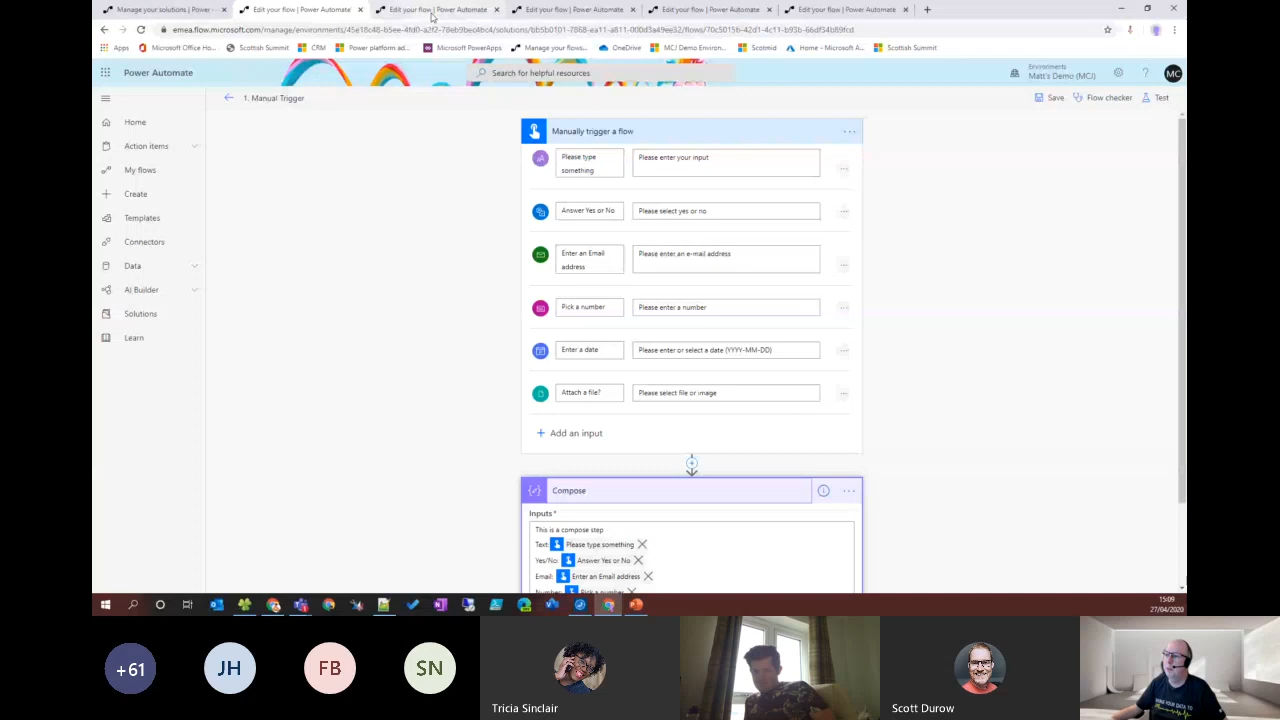 Manage your solutions | Power
Edit your flow | Power Automate
Edit your flow | Power Automate
Edit your flow | Power Automate
Edit your flow | Power Automate
Edit your flow | Power Automate
Apps
Microsoft Office Ho...
Scottish Summit
CRM
Power platform ad...
Microsoft PowerApps
Manage your flows...
OneDrive
MCJ Demo Environ...
Scotmid
Home - Microsoft A...
Scottish Summit
Power Automate
Search for helpful resources
Environments
Matt's Demo (MCJ)
MC
1. Manual Trigger
Save
Flow checker
Test
Home
Action items
My flows
Create
Templates
Connectors
Data
AI Builder
Solutions
Learn
Manually trigger a flow
Please type
something
Please enter your input
Answer Yes or No
Please select yes or no
Enter an Email
address
Please enter an e-mail address
Pick a number
Please enter a number
Enter a date
Please enter or select a date (YYYY-MM-DD)
Attach a file?
Please select file or image
+ Add an input
Compose
Inputs *
This is a compose step
Text: Please type something
Yes/No: Answer Yes or No
Email: Enter an Email address
Number: Pick a number
15:09
27/04/2020
+61
JH
FB
SN
Tricia Sinclair
Scott Durow